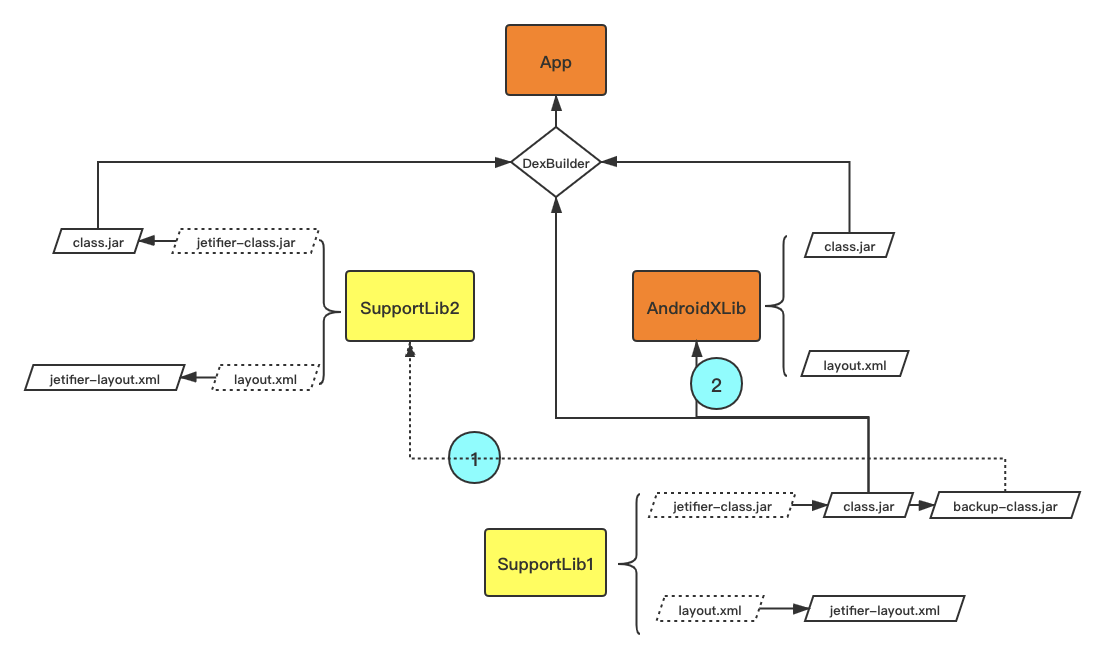 App
DexBuilder
class.jar
jetifier-class.jar
class.jar
SupportLib2
AndroidXLib
jetifier-layout.xml
layout.xml
layout.xml
2
1
jetifier-class.jar
class.jar
backup-class.jar
SupportLib1
layout.xml
jetifier-layout.xml